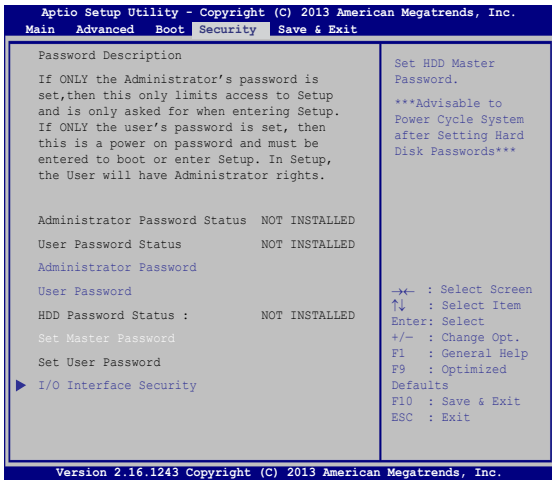 Aptio Setup Utility - Copyright (C) 2013 American Megatrends, Inc.
Main Advanced Boot Security Save & Exit
Password Description
If ONLY the Administrator's password is
set,then this only limits access to Setup
and is only asked for when entering Setup.
If ONLY the user's password is set, then
this is a power on password and must be
entered to boot or enter Setup. In Setup,
the User will have Administrator rights.
Administrator Password Status NOT INSTALLED
User Password Status NOT INSTALLED
Administrator Password
User Password
HDD Password Status : NOT INSTALLED
Set Master Password
Set User Password
I/O Interface Security
Set HDD Master
Password.
***Advisable to
Power Cycle System
after Setting Hard
Disk Passwords***
→← : Select Screen
↑↓ : Select Item
Enter: Select
+/− : Change Opt.
F1 : General Help
F9 : Optimized
Defaults
F10 : Save & Exit
ESC : Exit
Version 2.16.1243 Copyright (C) 2013 American Megatrends, Inc.